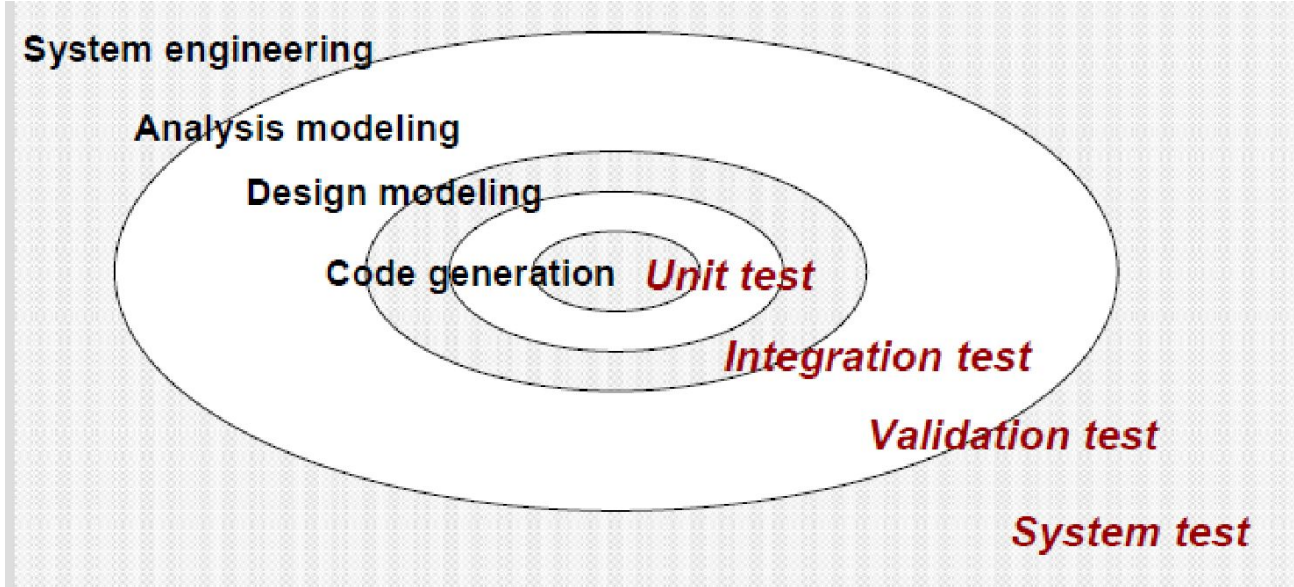 System engineering
Analysis modeling
Design modeling
Code generation Unit test
Integration test
Validation test
System test